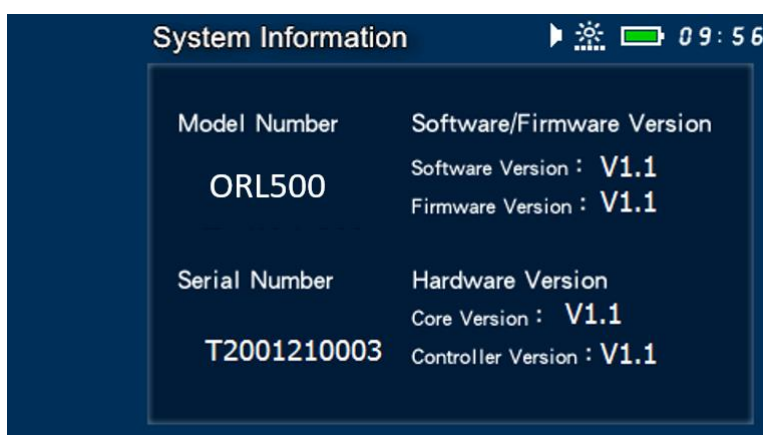 System Information 09:56
Model Number
ORL500
Software/Firmware Version
Software Version : V1.1
Firmware Version : V1.1
Serial Number
T2001210003
Hardware Version
Core Version : V1.1
Controller Version : V1.1